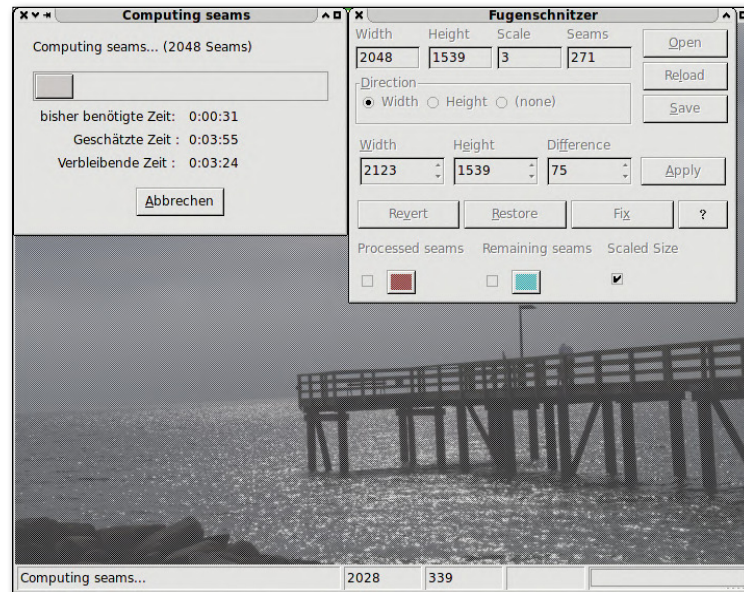 Computing seams
Computing seams... (2048 Seams)
bisher benötigte Zeit: 0:00:31
Geschätzte Zeit : 0:03:55
Verbleibende Zeit : 0:03:24
Abbrechen
Fugenschnitzer
Width Height Scale Seams
2048 1539 3 271
Open
Reload
Save
Direction
Width Height (none)
Width Height Difference
2123 1539 75 Apply
Revert Restore Fix ?
Processed seams Remaining seams Scaled Size
Computing seams... 2028 339